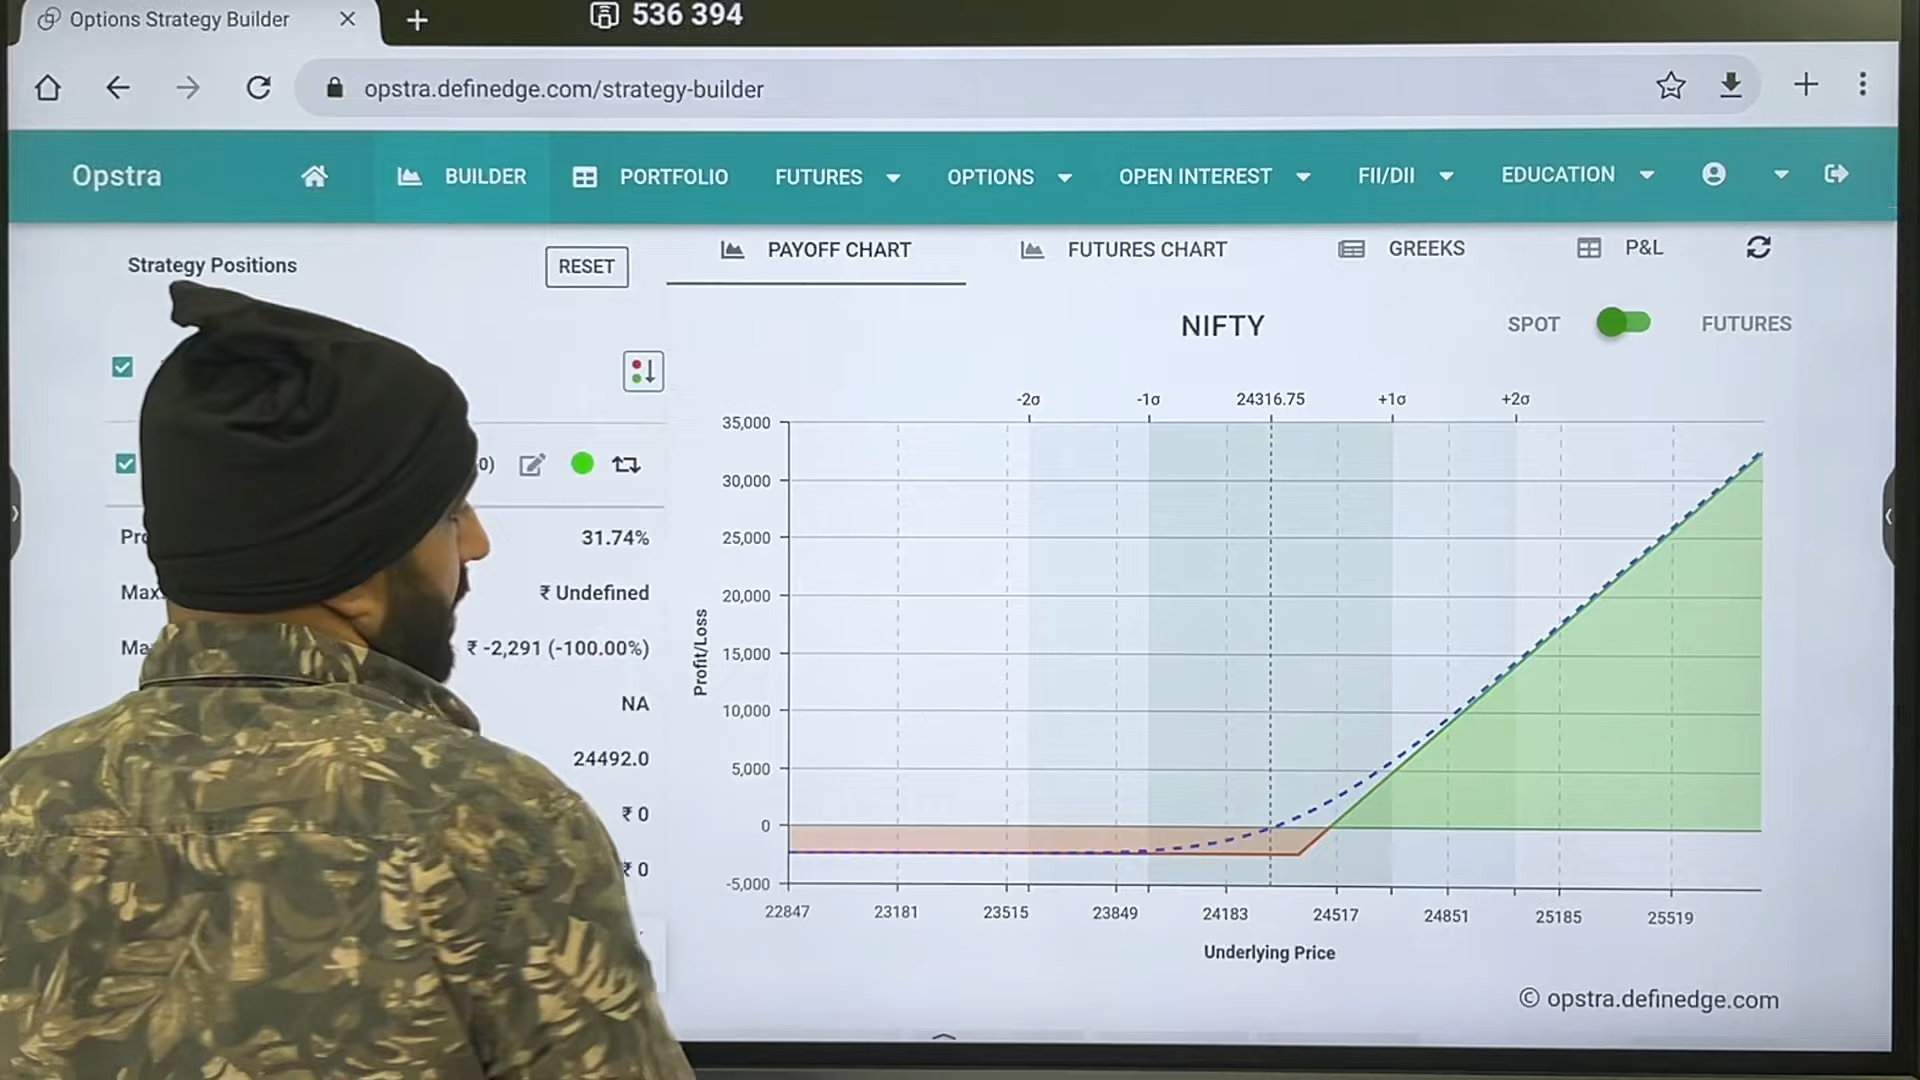 Options Strategy Builder
536 394
opstra.definedge.com/strategy-builder
Opstra BUILDER PORTFOLIO FUTURES OPTIONS OPEN INTEREST FII/DII EDUCATION
Strategy Positions RESET
PAYOFF CHART FUTURES CHART GREEKS P&L
NIFTY
SPOT FUTURES
0)
31.74%
₹ Undefined
₹ -2,291 (-100.00%)
NA
24492.0
₹ 0
₹ 0
-2σ -1σ 24316.75 +1σ +2σ
35,000
30,000
25,000
20,000
15,000
10,000
5,000
0
-5,000
Profit/Loss
22847 23181 23515 23849 24183 24517 24851 25185 25519
Underlying Price
© opstra.definedge.com